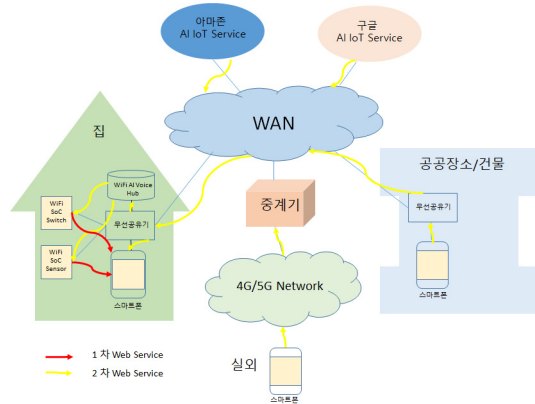 아마존
AI IoT Service
구글
AI IoT Service
WAN
집
공공장소/건물
WiFi AI Voice
Hub
WiFi
SoC
Switch
무선공유기
중계기
무선공유기
WiFi
SoC
Sensor
스마트폰
4G/5G Network
스마트폰
1 차 Web Service
2 차 Web Service
실외
스마트폰